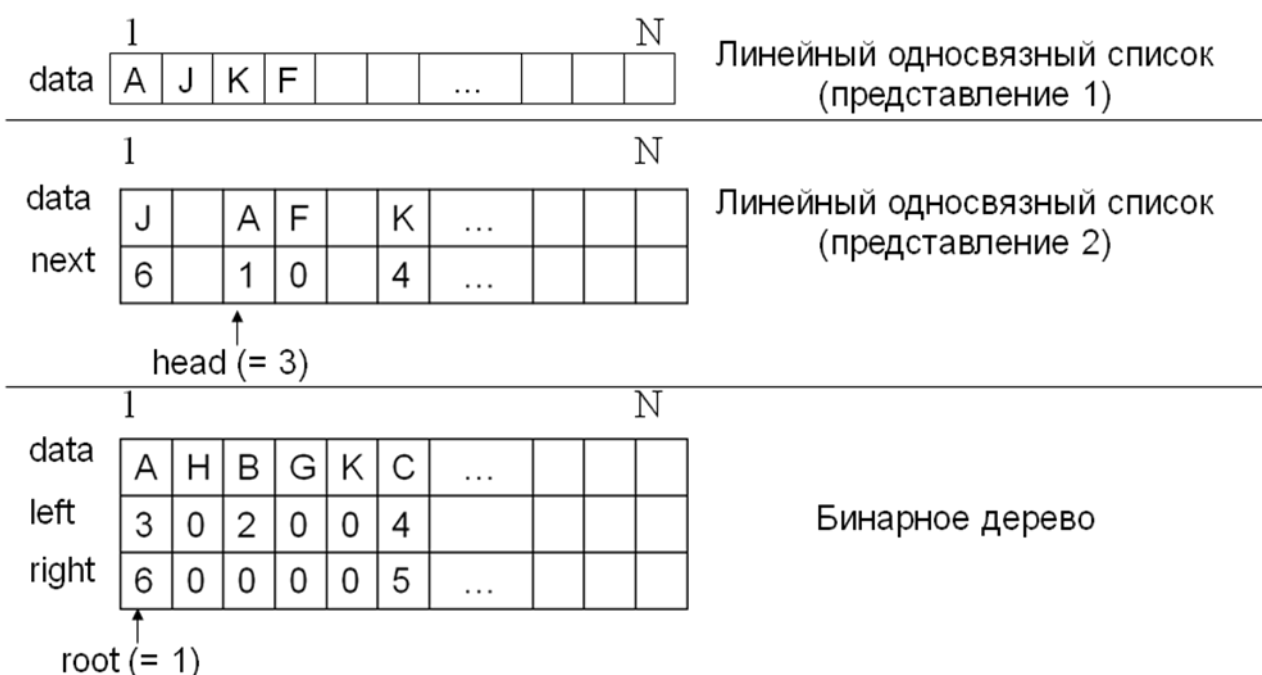 1 N
data A J K F ...
Линейный односвязный список
(представление 1)
1 N
data J A F K ...
next 6 1 0 4 ...
Линейный односвязный список
(представление 2)
head (= 3)
1 N
data A H B G K C ...
left 3 0 2 0 0 4
right 6 0 0 0 0 5 ...
Бинарное дерево
root (= 1)